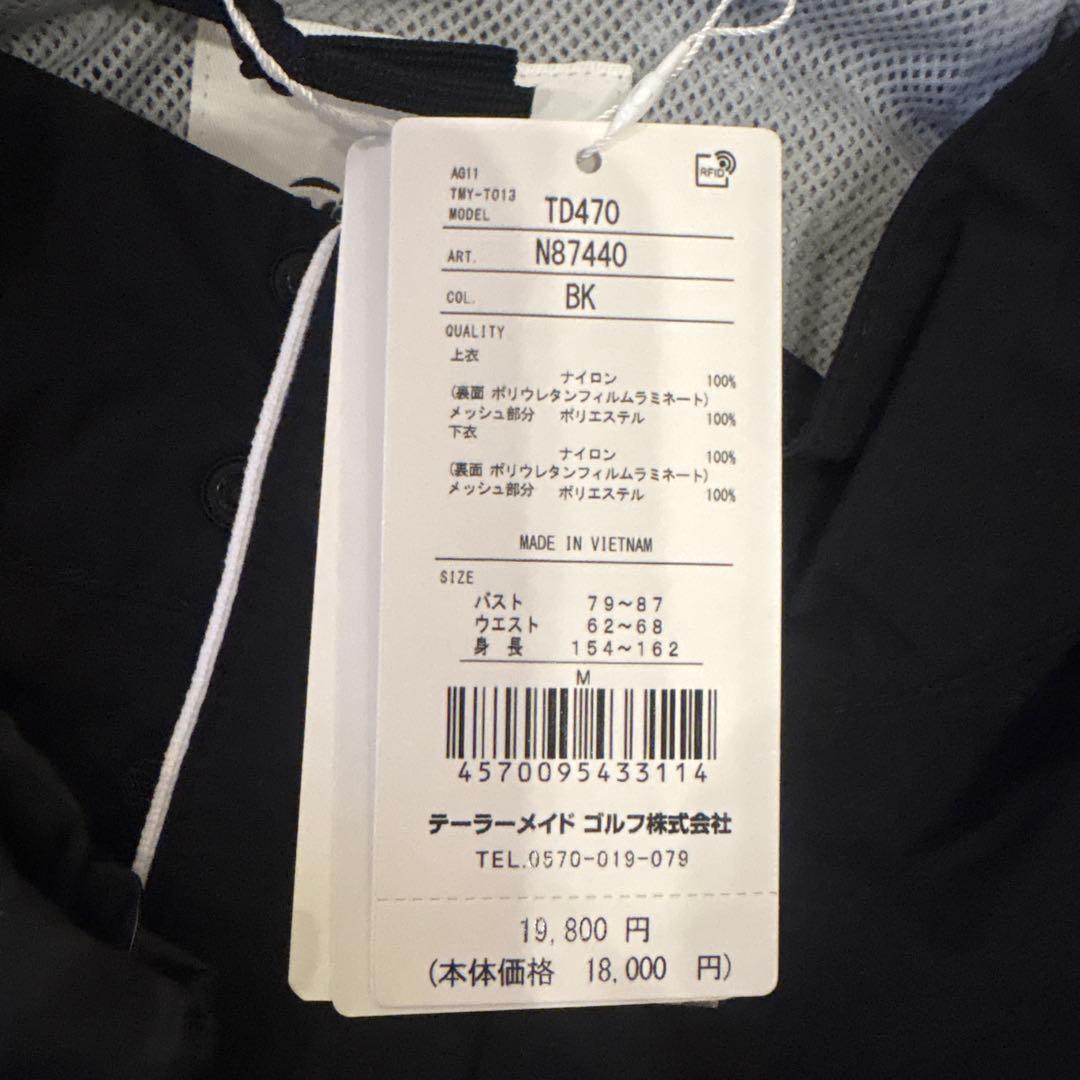 RFID
AG11
TMY-T013
MODEL TD470
ART. N87440
COL. BK
QUALITY
上衣
ナイロン 100%
(裏面 ポリウレタンフィルムラミネート)
メッシュ部分 ポリエステル 100%
下衣
ナイロン 100%
(裏面 ポリウレタンフィルムラミネート)
メッシュ部分 ポリエステル 100%
MADE IN VIETNAM
SIZE
バスト 79～87
ウエスト 62～68
身長 154～162
M
4570095433114
テーラーメイド ゴルフ株式会社
TEL.0570-019-079
19,800 円
(本体価格 18,000 円)